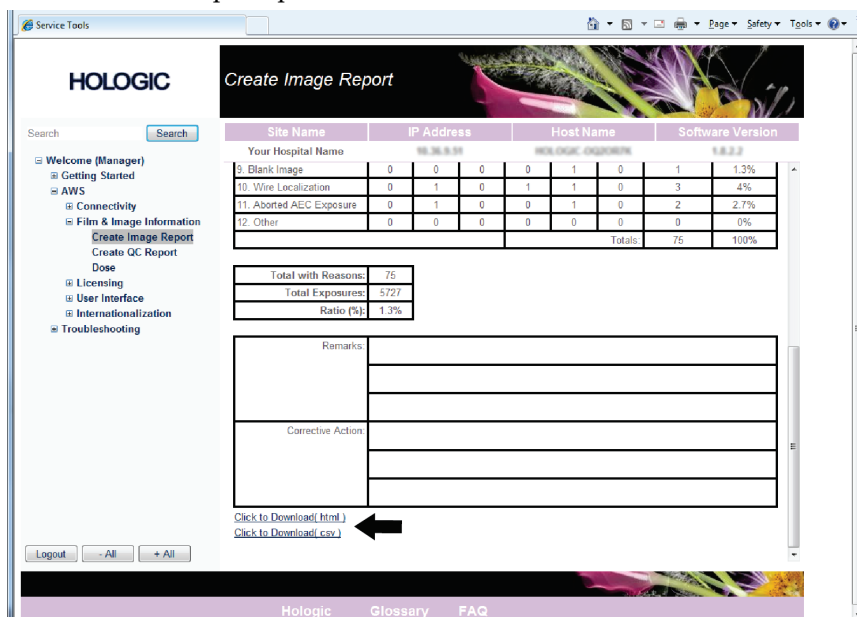 Service Tools
Page Safety Tools
HOLOGIC
Create Image Report
Search Search
Site Name IP Address Host Name Software Version
Your Hospital Name 1.8.2.2
Welcome (Manager)
Getting Started
AWS
Connectivity
Film & Image Information
Create Image Report
Create QC Report
Dose
Licensing
User Interface
Internationalization
Troubleshooting
9. Blank Image 0 0 0 0 1 0 1 1.3%
10. Wire Localization 0 1 0 1 1 0 3 4%
11. Aborted AEC Exposure 0 1 0 0 1 0 2 2.7%
12. Other 0 0 0 0 0 0 0 0%
Totals: 75 100%
Total with Reasons: 75
Total Exposures: 5727
Ratio (%): 1.3%
Remarks:
Corrective Action:
Click to Download( html )
Click to Download( csv )
Logout - All + All
Hologic Glossary FAQ